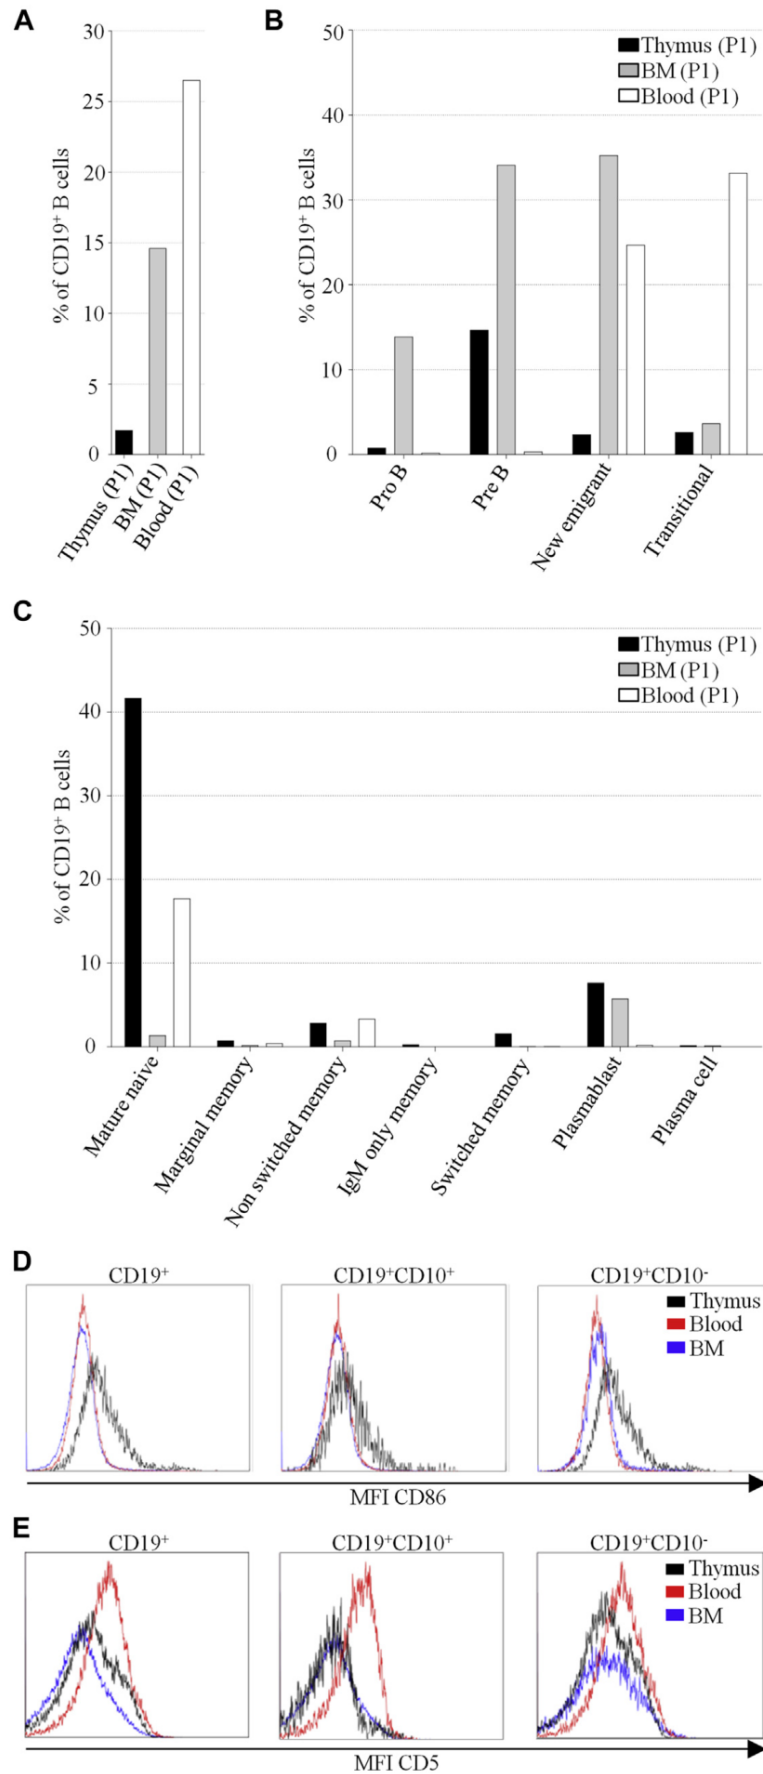 A
30
25
20
15
10
5
0
% of CD19⁺ B cells
Thymus (P1)
BM (P1)
Blood (P1)
B
50
40
30
20
10
0
% of CD19⁺ B cells
Thymus (P1)
BM (P1)
Blood (P1)
Pro B
Pre B
New emigrant
Transitional
C
50
40
30
20
10
0
% of CD19⁺ B cells
Thymus (P1)
BM (P1)
Blood (P1)
Mature naive
Marginal memory
Non switched memory
IgM only memory
Switched memory
Plasmablast
Plasma cell
D
CD19⁺
CD19⁺CD10⁺
CD19⁺CD10⁻
Thymus
Blood
BM
MFI CD86
E
CD19⁺
CD19⁺CD10⁺
CD19⁺CD10⁻
Thymus
Blood
BM
MFI CD5